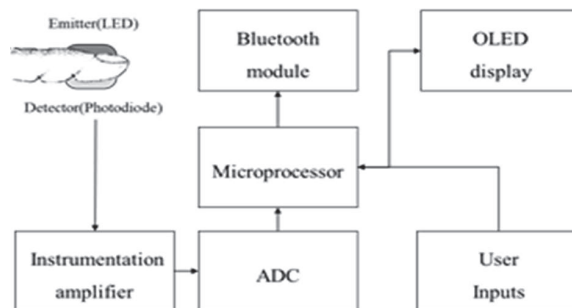 Emitter(LED)
Detector(Photodiode)
Bluetooth
module
OLED
display
Microprocessor
Instrumentation
amplifier
ADC
User
Inputs